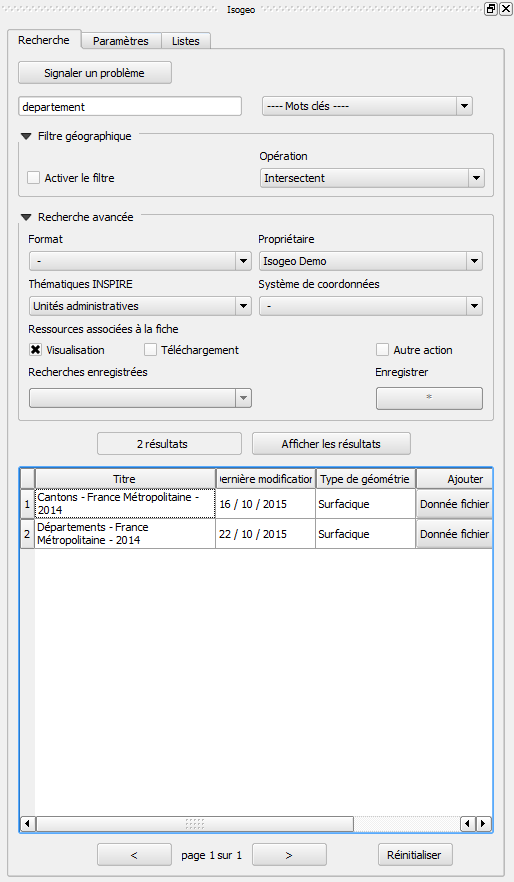 Isogeo
Recherche
Paramètres
Listes
Signaler un problème
departement
---- Mots clés ----
Filtre géographique
Opération
Activer le filtre
Intersectent
Recherche avancée
Format
Propriétaire
-
Isogeo Demo
Thématiques INSPIRE
Système de coordonnées
Unités administratives
-
Ressources associées à la fiche
Visualisation
Téléchargement
Autre action
Recherches enregistrées
Enregistrer
*
2 résultats
Afficher les résultats
Titre
ernière modification
Type de géométrie
Ajouter
1
Cantons - France Métropolitaine -
2014
16 / 10 / 2015
Surfacique
Donnée fichier
2
Départements - France
Métropolitaine - 2014
22 / 10 / 2015
Surfacique
Donnée fichier
<
page 1 sur 1
>
Réinitialiser